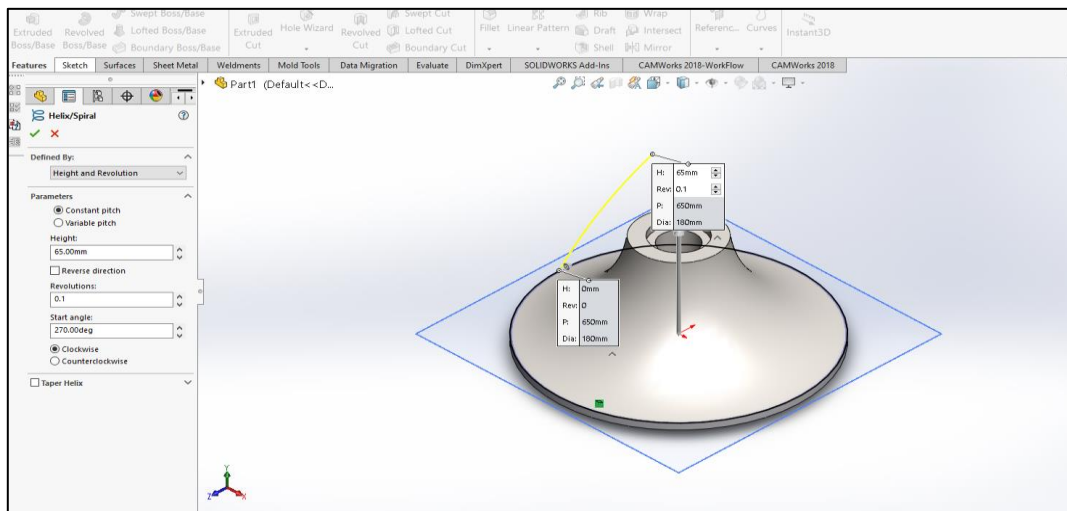 Swept Boss/Base
Lofted Boss/Base
Boundary Boss/Base
Extruded Boss/Base
Revolved Boss/Base
Extruded Cut
Hole Wizard
Revolved Cut
Swept Cut
Lofted Cut
Boundary Cut
Fillet
Linear Pattern
Rib
Draft
Shell
Wrap
Intersect
Mirror
Referenc...
Curves
Instant3D
Features Sketch Surfaces Sheet Metal Weldments Mold Tools Data Migration Evaluate DimXpert SOLIDWORKS Add-Ins CAMWorks 2018-WorkFlow CAMWorks 2018
Part1 (Default<<D...
Helix/Spiral
Defined By:
Height and Revolution
Parameters
Constant pitch
Variable pitch
Height:
65.00mm
Reverse direction
Revolutions:
0.1
Start angle:
270.00deg
Clockwise
Counterclockwise
Taper Helix
H: 65mm
Rev: 0.1
P: 650mm
Dia: 180mm
H: 0mm
Rev: 0
P: 650mm
Dia: 180mm
Y
Z
X